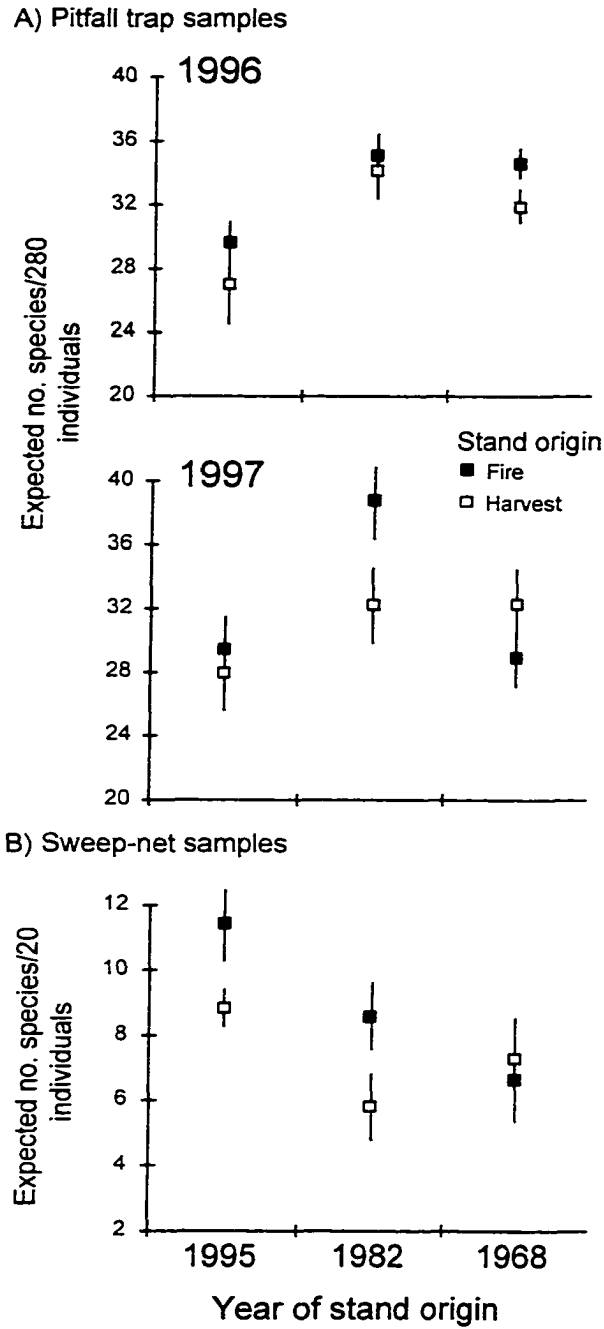 A) Pitfall trap samples
1996
40
36
32
28
24
20
Expected no. species/280
individuals
1997
Stand origin
Fire
Harvest
40
36
32
28
24
20
B) Sweep-net samples
12
10
8
6
4
2
Expected no. species/20
individuals
1995 1982 1968
Year of stand origin